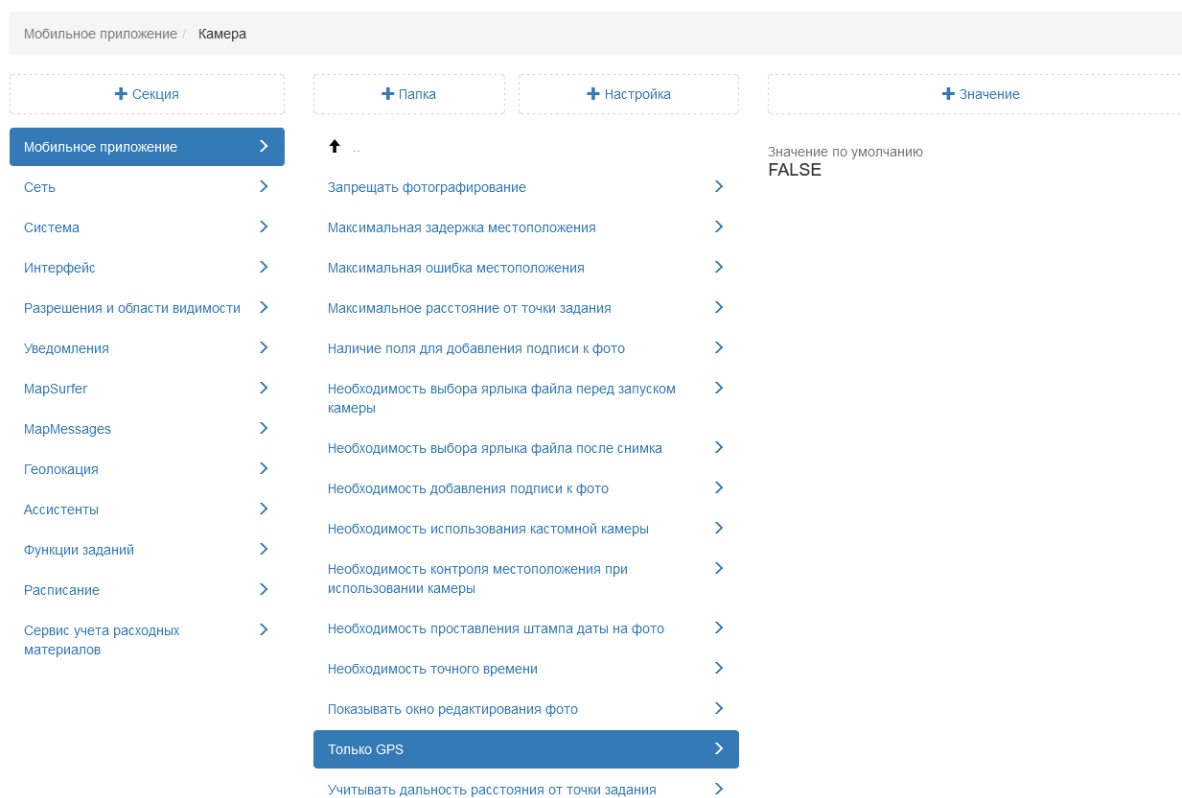 Мобильное приложение / Камера
+ Секция
+ Папка
+ Настройка
+ Значение
Мобильное приложение
Сеть
Система
Интерфейс
Разрешения и области видимости
Уведомления
MapSurfer
MapMessages
Геолокация
Ассистенты
Функции заданий
Расписание
Сервис учета расходных
материалов
..
Запрещать фотографирование
Максимальная задержка местоположения
Максимальная ошибка местоположения
Максимальное расстояние от точки задания
Наличие поля для добавления подписи к фото
Необходимость выбора ярлыка файла перед запуском
камеры
Необходимость выбора ярлыка файла после снимка
Необходимость добавления подписи к фото
Необходимость использования кастомной камеры
Необходимость контроля местоположения при
использовании камеры
Необходимость проставления штампа даты на фото
Необходимость точного времени
Показывать окно редактирования фото
Только GPS
Учитывать дальность расстояния от точки задания
Значение по умолчанию
FALSE